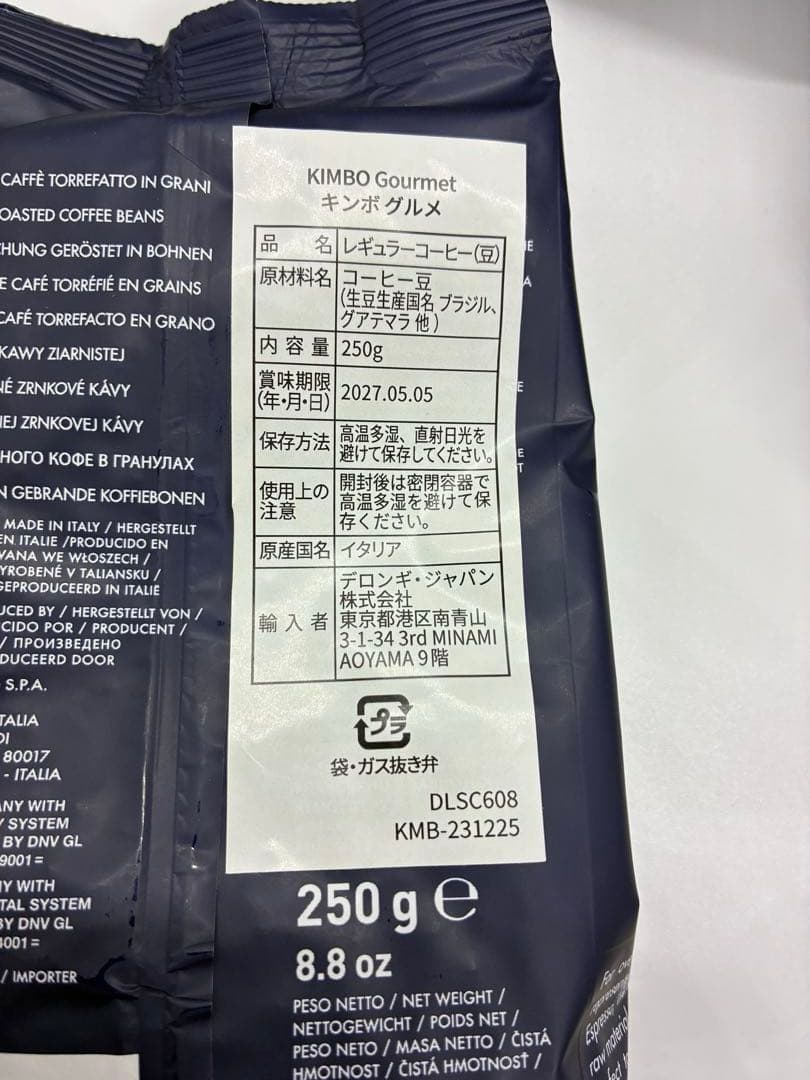 CAFFÈ TORREFATTO IN GRANI
OASTED COFFEE BEANS
CHUNG GERÖSTET IN BOHNEN
E CAFÉ TORRÉFIÉ EN GRAINS
CAFÉ TORREFACTO EN GRANO
KAWY ZIARNISTEJ
NÉ ZRNKOVÉ KÁVY
EJ ZRNKOVEJ KÁVY
НОГО КОФЕ В ГРАНУЛАХ
N GEBRANDE KOFFIEBONEN
MADE IN ITALY / HERGESTELLT
EN ITALIE /PRODUCIDO EN
VANA WE WŁOSZECH /
YROBENÉ V TALIANSKU /
GEPRODUCEERD IN ITALIE
UCED BY / HERGESTELLT VON /
CIDO POR / PRODUCENT /
/ ПРОИЗВЕДЕНО
DUCEERD DOOR
S.P.A.
ITALIA
DI
80017
- ITALIA
ANY WITH
Y SYSTEM
BY DNV GL
9001 =
NY WITH
TAL SYSTEM
BY DNV GL
4001 =
/ IMPORTER
KIMBO Gourmet
キンボ グルメ
品 名 レギュラーコーヒー(豆)
原材料名 コーヒー豆
(生豆生産国名 ブラジル、
グアテマラ 他 )
内 容 量 250g
賞味期限
(年・月・日) 2027.05.05
保存方法 高温多湿、直射日光を
避けて保存してください。
使用上の 開封後は密閉容器で
注意 高温多湿を避けて保
存ください。
原産国名 イタリア
輸 入 者 デロンギ・ジャパン
株式会社
東京都港区南青山
3-1-34 3rd MINAMI
AOYAMA 9階
プラ
袋・ガス抜き弁
DLSC608
KMB-231225
250 g e
8.8 oz
PESO NETTO / NET WEIGHT /
NETTOGEWICHT / POIDS NET /
PESO NETO / MASA NETTO / ČISTÁ
HMOTNOST / ČISTÁ HMOTNOSŤ /
Espresso
raw material